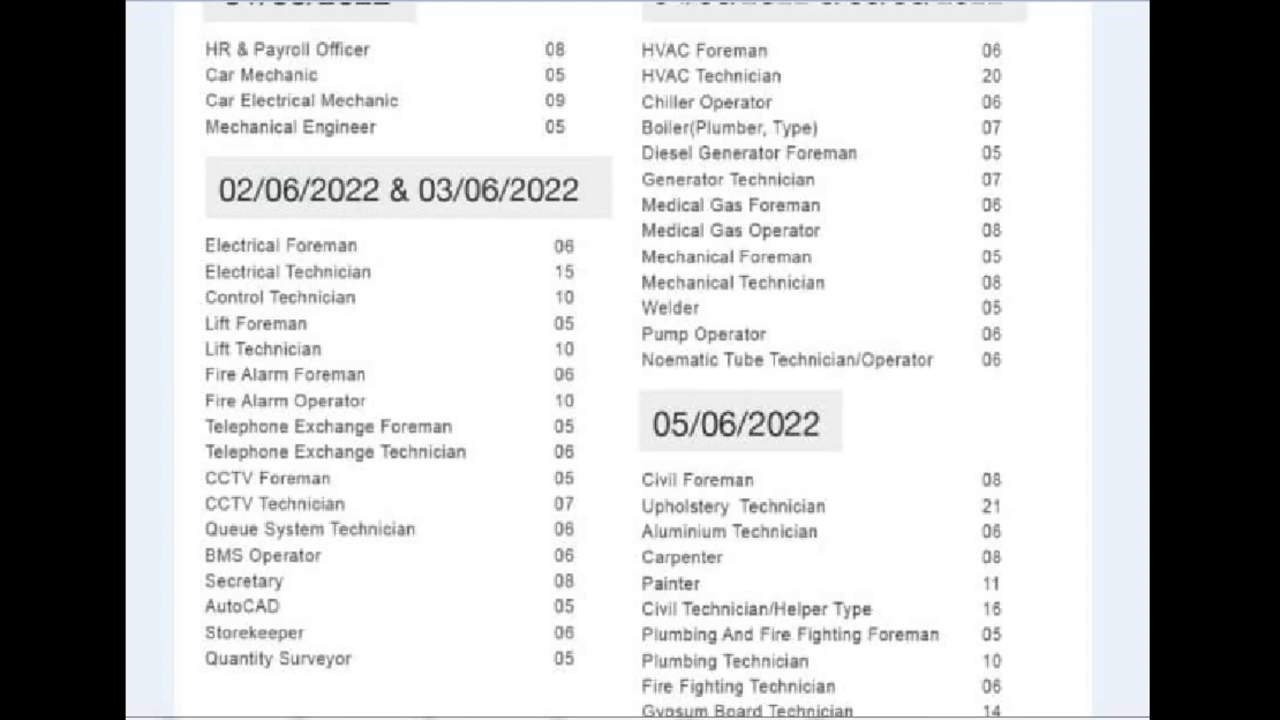 HR & Payroll Officer 08
Car Mechanic 05
Car Electrical Mechanic 09
Mechanical Engineer 05
02/06/2022 & 03/06/2022
Electrical Foreman 06
Electrical Technician 15
Control Technician 10
Lift Foreman 05
Lift Technician 10
Fire Alarm Foreman 06
Fire Alarm Operator 10
Telephone Exchange Foreman 05
Telephone Exchange Technician 06
CCTV Foreman 05
CCTV Technician 07
Queue System Technician 06
BMS Operator 06
Secretary 08
AutoCAD 05
Storekeeper 06
Quantity Surveyor 05
HVAC Foreman 06
HVAC Technician 20
Chiller Operator 06
Boiler(Plumber, Type) 07
Diesel Generator Foreman 05
Generator Technician 07
Medical Gas Foreman 06
Medical Gas Operator 08
Mechanical Foreman 05
Mechanical Technician 08
Welder 05
Pump Operator 06
Noematic Tube Technician/Operator 06
05/06/2022
Civil Foreman 08
Upholstery Technician 21
Aluminium Technician 06
Carpenter 08
Painter 11
Civil Technician/Helper Type 16
Plumbing And Fire Fighting Foreman 05
Plumbing Technician 10
Fire Fighting Technician 06
Gypsum Board Technician 14